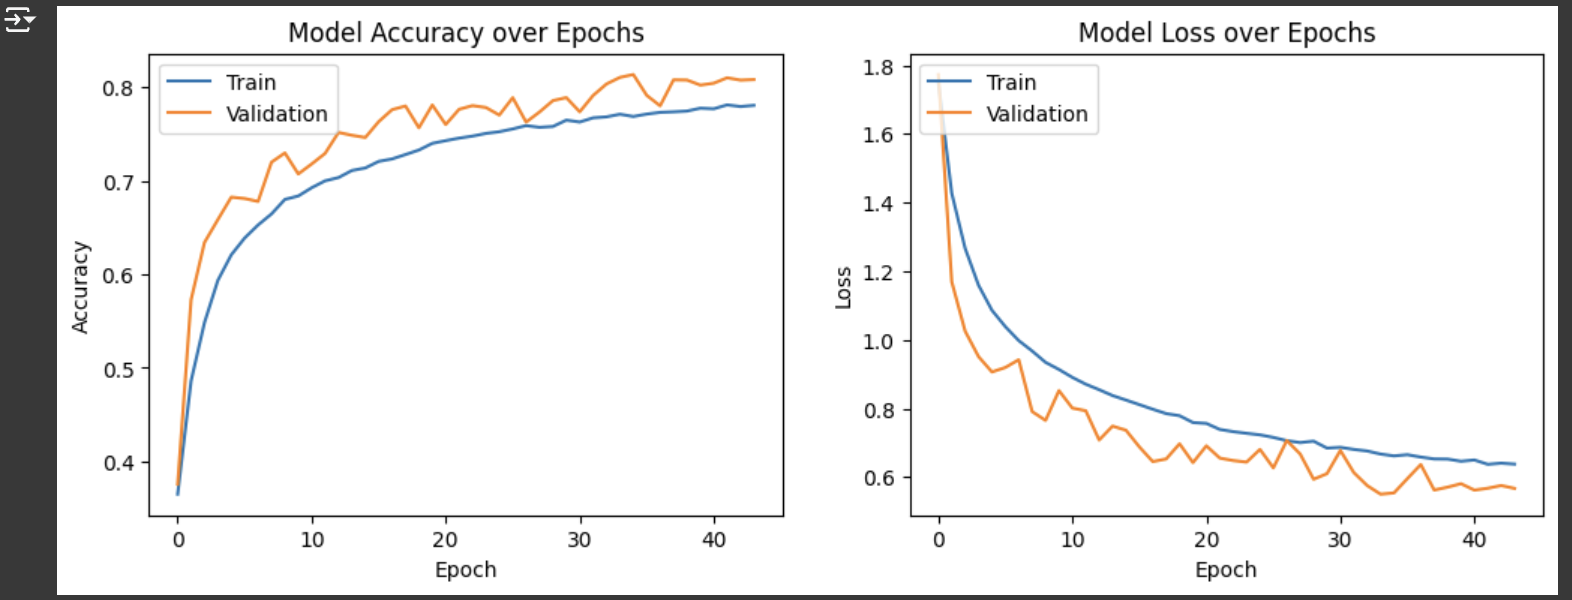 Model Accuracy over Epochs
Train
Validation
0.8
0.7
0.6
0.5
0.4
Accuracy
0 10 20 30 40
Epoch
Model Loss over Epochs
Train
Validation
1.8
1.6
1.4
1.2
1.0
0.8
0.6
Loss
0 10 20 30 40
Epoch